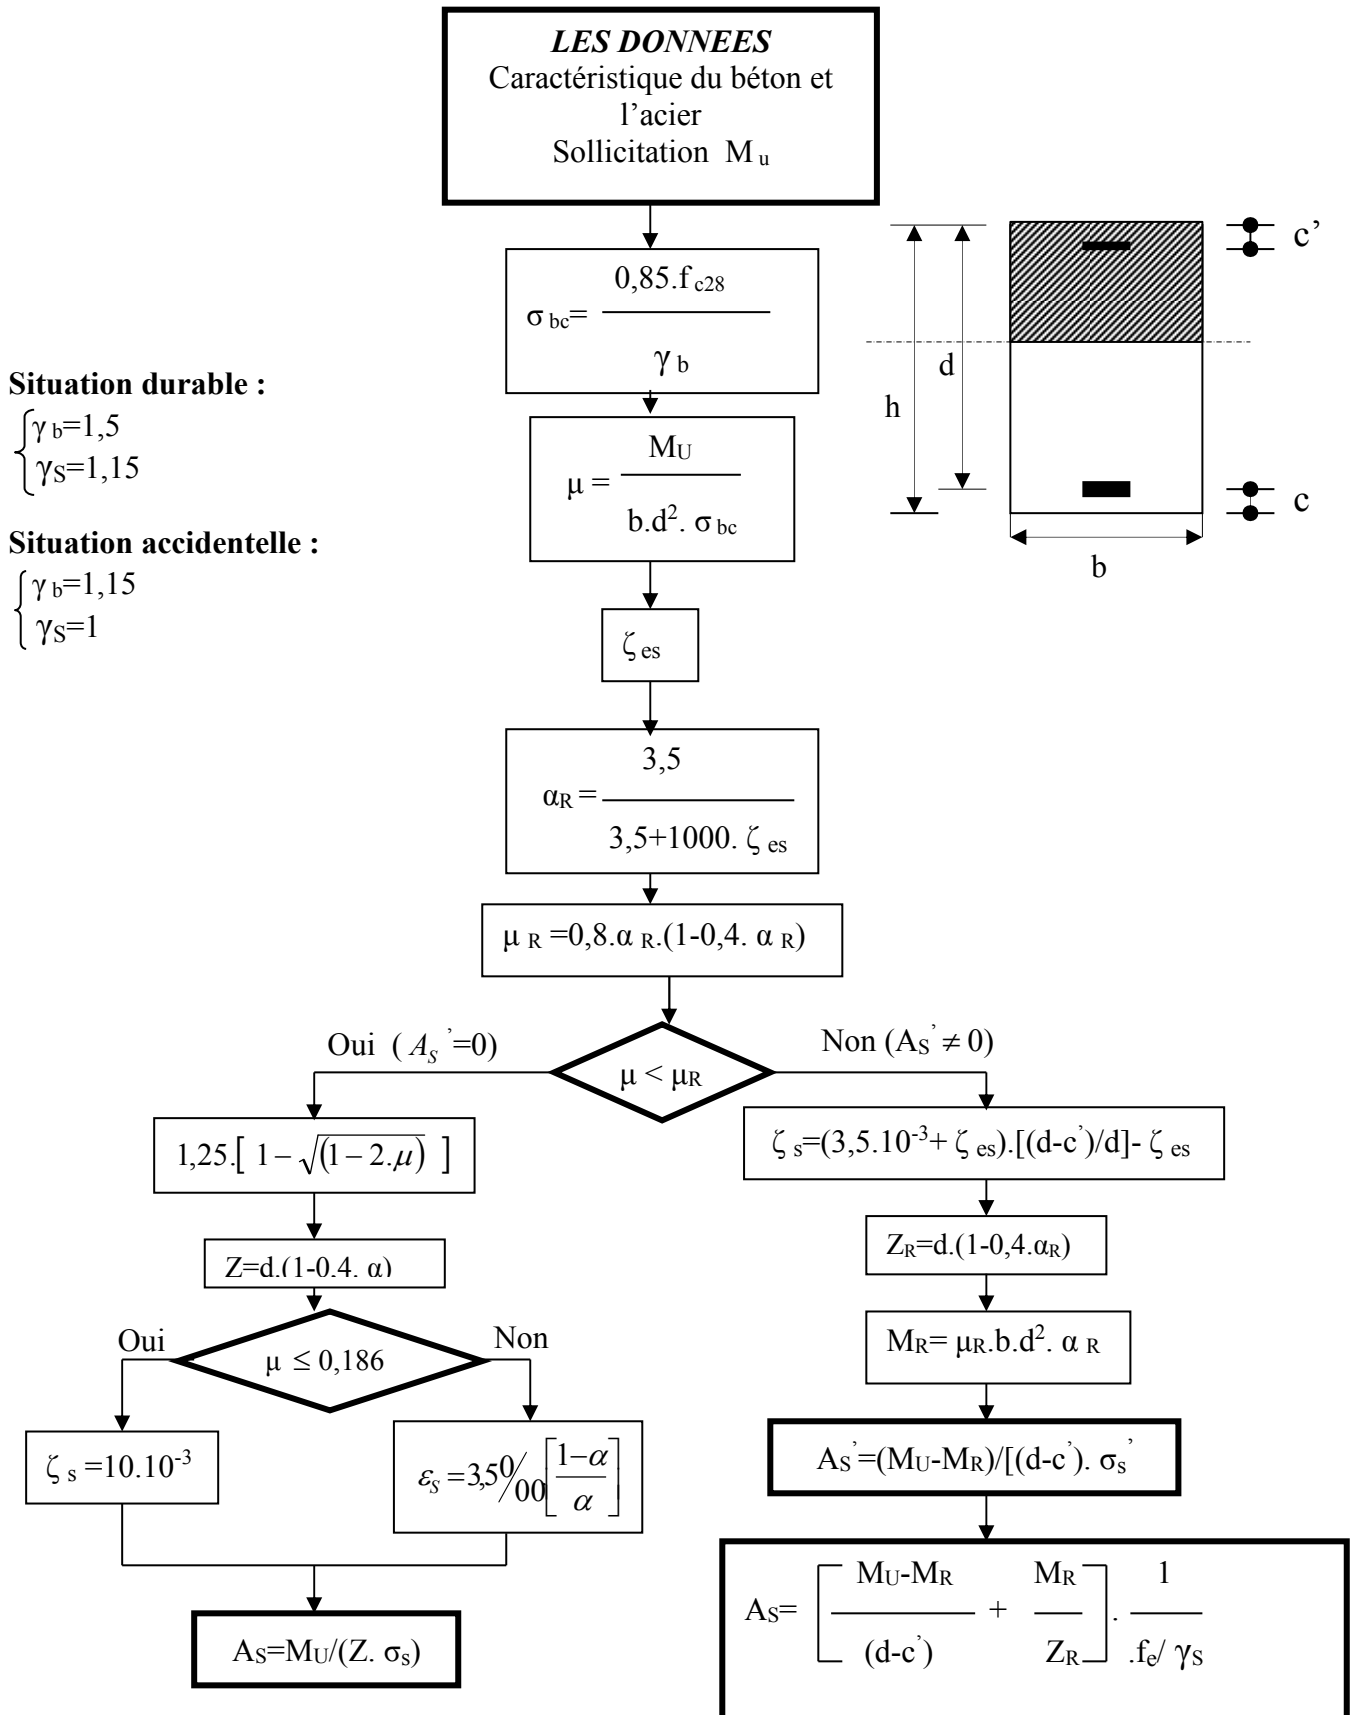 LES DONNEES
Caractéristique du béton et
l’acier
Sollicitation M u
σ bc= 0,85.f c28 / γ b
c’
d
h
c
b
Situation durable :
γ b=1,5
γS=1,15
Situation accidentelle :
γ b=1,15
γS=1
μ = MU / b.d². σ bc
ζ es
αR = 3,5 / 3,5+1000. ζ es
μ R =0,8.α R.(1-0,4. α R)
Oui ( AS ’=0)
Non (AS’ ≠ 0)
μ < μR
1,25.[ 1 − √(1 − 2.μ) ]
Z=d.(1-0.4. α)
Oui
Non
μ ≤ 0,186
ζ s =10.10-3
εS = 3,50/00 [1−α / α]
AS=MU/(Z. σs)
ζ s=(3,5.10-3+ ζ es).[(d-c’)/d]- ζ es
ZR=d.(1-0,4.αR)
MR= μR.b.d². α R
AS’=(MU-MR)/[(d-c’). σs’
AS= [ MU-MR / (d-c’) + MR / ZR ] . 1 / .fe/ γS